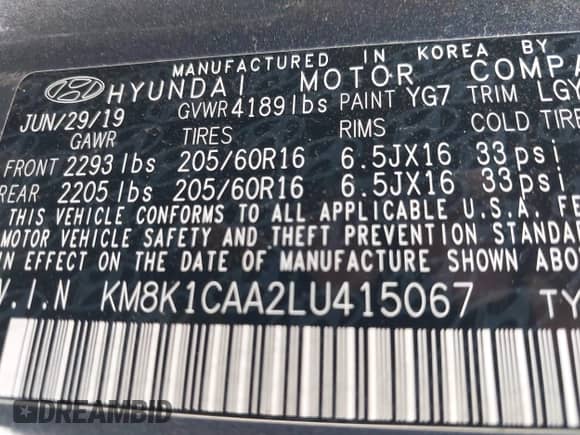 MANUFACTURED IN KOREA BY
HYUNDAI MOTOR COMPA
JUN/29/19 GVWR 4189lbs PAINT YG7 TRIM LGY
GAWR TIRES RIMS COLD TIRE
FRONT 2293 lbs 205/60R16 6.5JX16 33 psi
REAR 2205 lbs 205/60R16 6.5JX16 33 psi
THIS VEHICLE CONFORMS TO ALL APPLICABLE U.S.A. FE
MOTOR VEHICLE SAFETY AND THEFT PREVENTION STANDAR
IN EFFECT ON THE DATE OF MANUFACTURE SHOWN ABO
V.I.N KM8K1CAA2LU415067 TY
DREAMBID